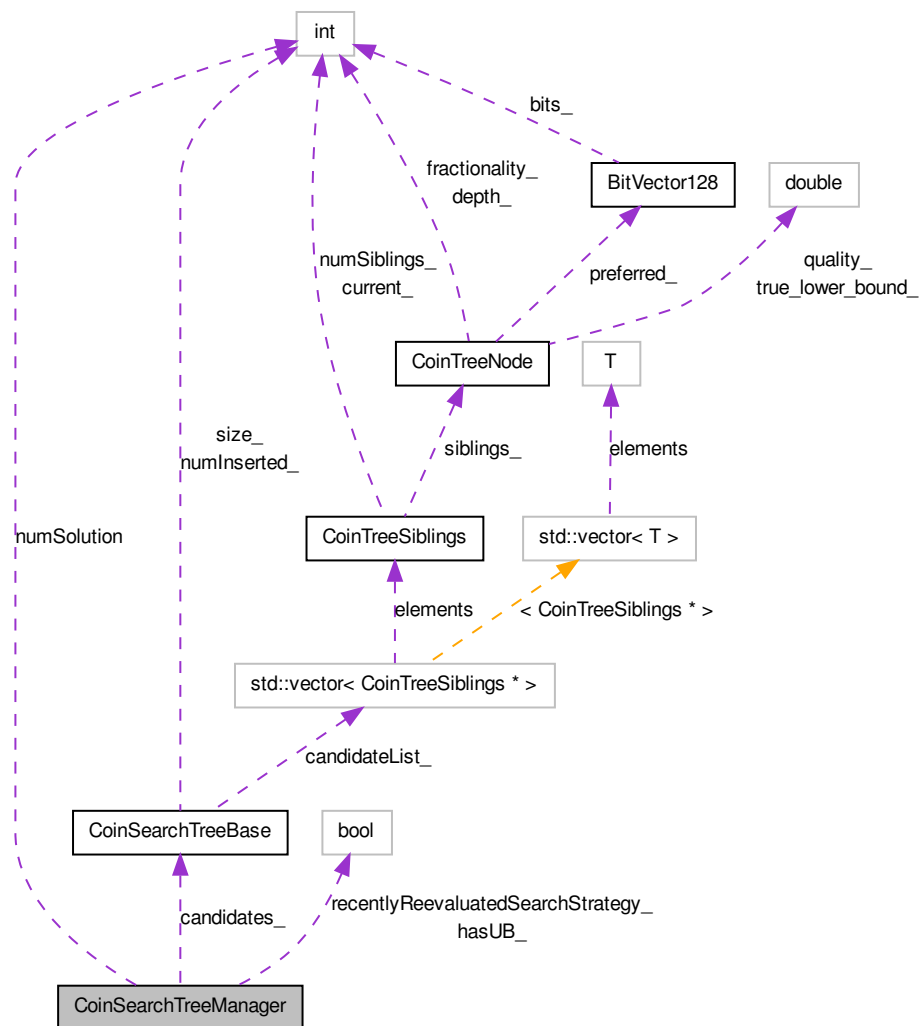 int
bits_
fractionality_
depth_
BitVector128
double
numSiblings_
current_
preferred_
quality_
true_lower_bound_
CoinTreeNode
T
size_
numInserted_
siblings_
elements
numSolution
CoinTreeSiblings
std::vector< T >
elements
< CoinTreeSiblings * >
std::vector< CoinTreeSiblings * >
candidateList_
CoinSearchTreeBase
bool
candidates_
recentlyReevaluatedSearchStrategy_
hasUB_
CoinSearchTreeManager